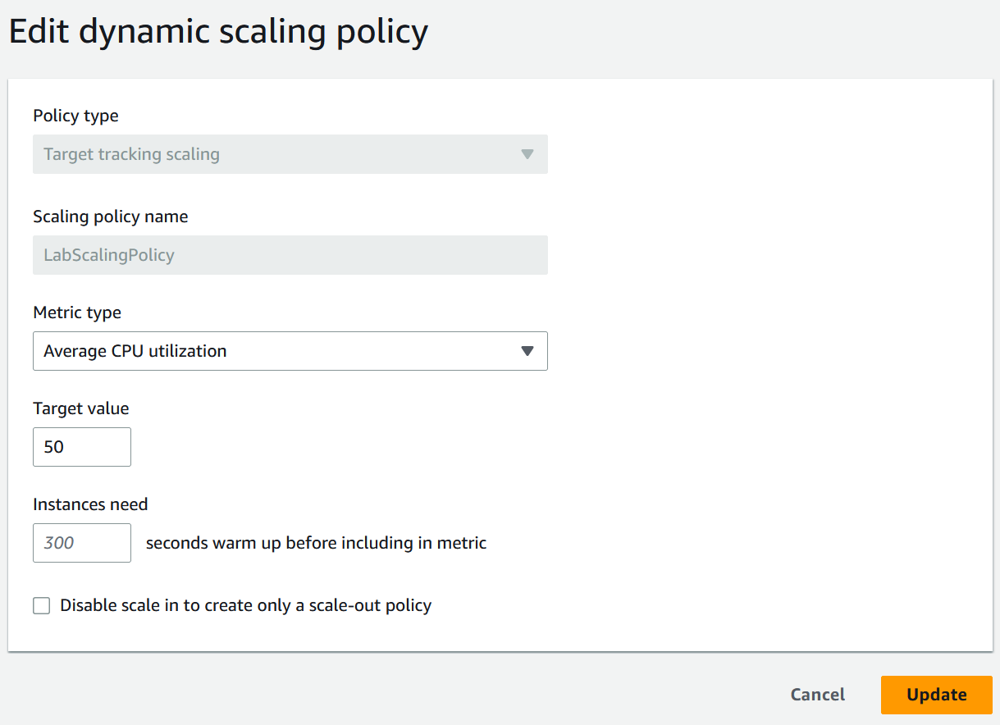 Edit dynamic scaling policy
Policy type
Target tracking scaling
Scaling policy name
LabScalingPolicy
Metric type
Average CPU utilization
Target value
50
Instances need
300 seconds warm up before including in metric
Disable scale in to create only a scale-out policy
Cancel Update